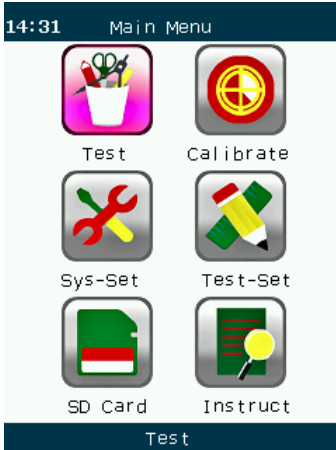 14:31 Main Menu
Test Calibrate
Sys-Set Test-Set
SD Card Instruct
Test